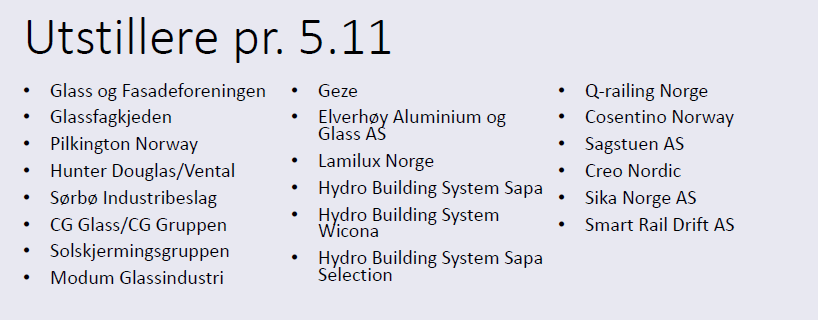 Utstillere pr. 5.11
• Glass og Fasadeforeningen
• Glassfagkjeden
• Pilkington Norway
• Hunter Douglas/Vental
• Sørbø Industribeslag
• CG Glass/CG Gruppen
• Solskjermingsgruppen
• Modum Glassindustri
• Geze
• Elverhøy Aluminium og
Glass AS
• Lamilux Norge
• Hydro Building System Sapa
• Hydro Building System
Wicona
• Hydro Building System Sapa
Selection
• Q-railing Norge
• Cosentino Norway
• Sagstuen AS
• Creo Nordic
• Sika Norge AS
• Smart Rail Drift AS